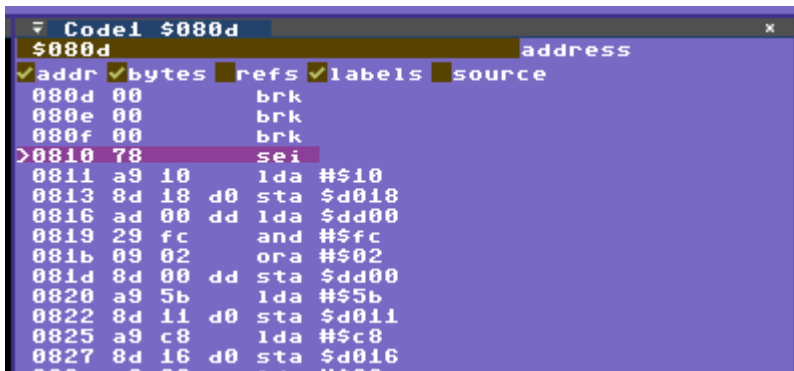 Code1 $080d ×
$080d address
addr bytes refs labels source
080d 00 brk
080e 00 brk
080f 00 brk
>0810 78 sei
0811 a9 10 lda #$10
0813 8d 18 d0 sta $d018
0816 ad 00 dd lda $dd00
0819 29 fc and #$fc
081b 09 02 ora #$02
081d 8d 00 dd sta $dd00
0820 a9 5b lda #$5b
0822 8d 11 d0 sta $d011
0825 a9 c8 lda #$c8
0827 8d 16 d0 sta $d016